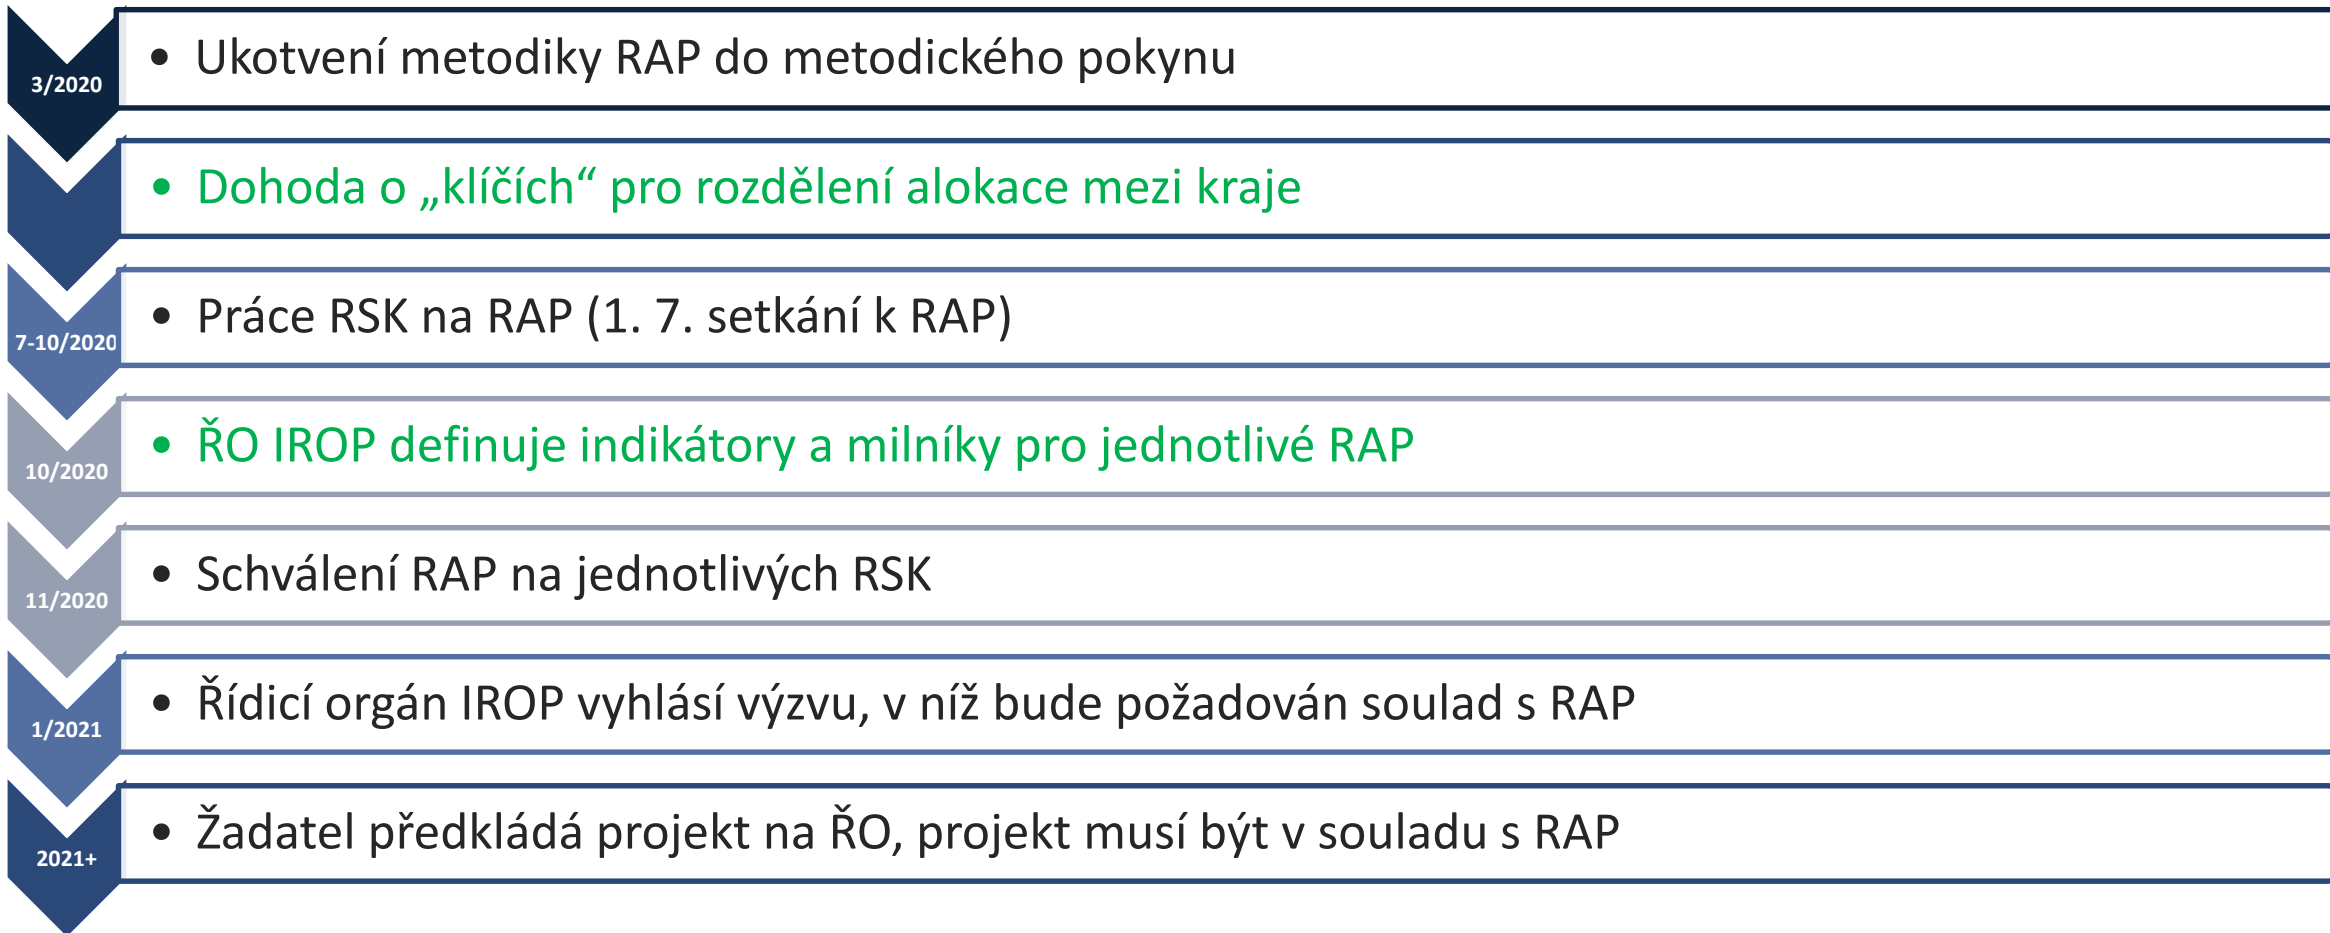 3/2020
• Ukotvení metodiky RAP do metodického pokynu
• Dohoda o „klíčích“ pro rozdělení alokace mezi kraje
7-10/2020
• Práce RSK na RAP (1. 7. setkání k RAP)
10/2020
• ŘO IROP definuje indikátory a milníky pro jednotlivé RAP
11/2020
• Schválení RAP na jednotlivých RSK
1/2021
• Řídicí orgán IROP vyhlásí výzvu, v níž bude požadován soulad s RAP
2021+
• Žadatel předkládá projekt na ŘO, projekt musí být v souladu s RAP